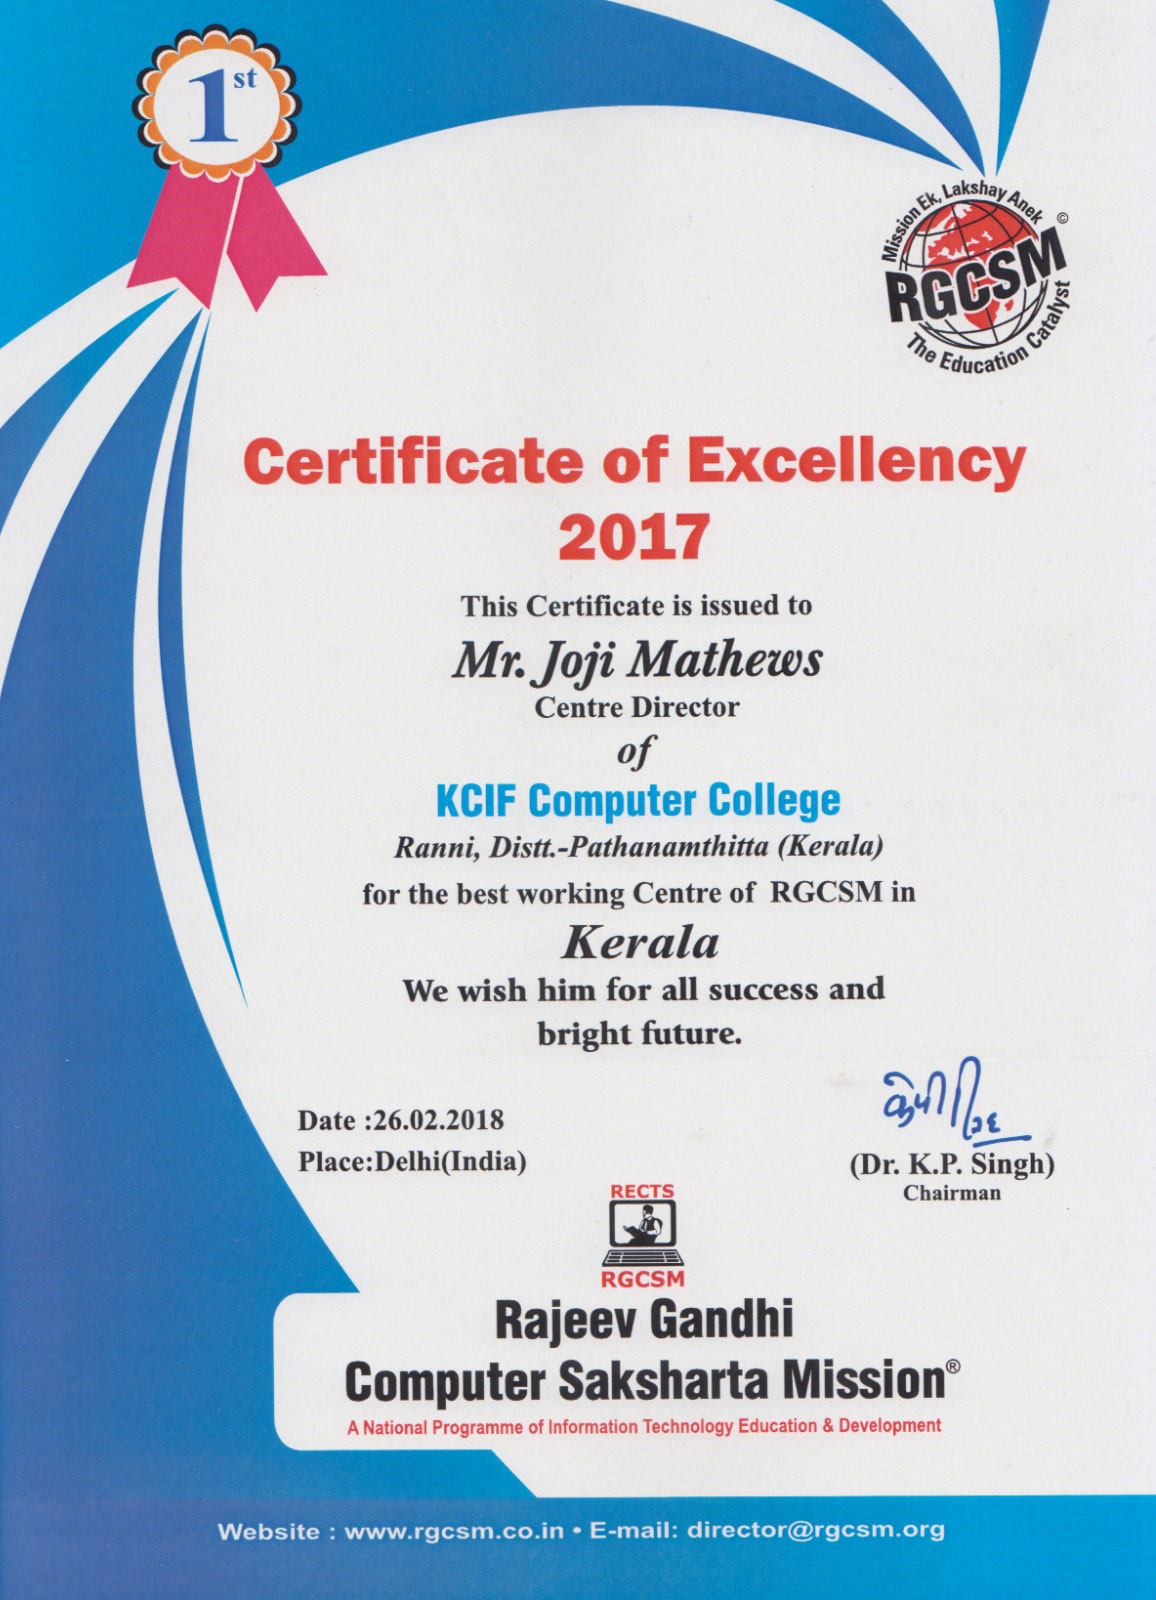 1st
Mission Ek, Lakshay Anek
©
RGCSM
The Education Catalyst
Certificate of Excellency
2017
This Certificate is issued to
Mr. Joji Mathews
Centre Director
of
KCIF Computer College
Ranni, Distt.-Pathanamthitta (Kerala)
for the best working Centre of RGCSM in
Kerala
We wish him for all success and
bright future.
Date :26.02.2018
Place:Delhi(India)
(Dr. K.P. Singh)
Chairman
RECTS
RGCSM
Rajeev Gandhi
Computer Saksharta Mission®
A National Programme of Information Technology Education & Development
Website : www.rgcsm.co.in • E-mail: director@rgcsm.org